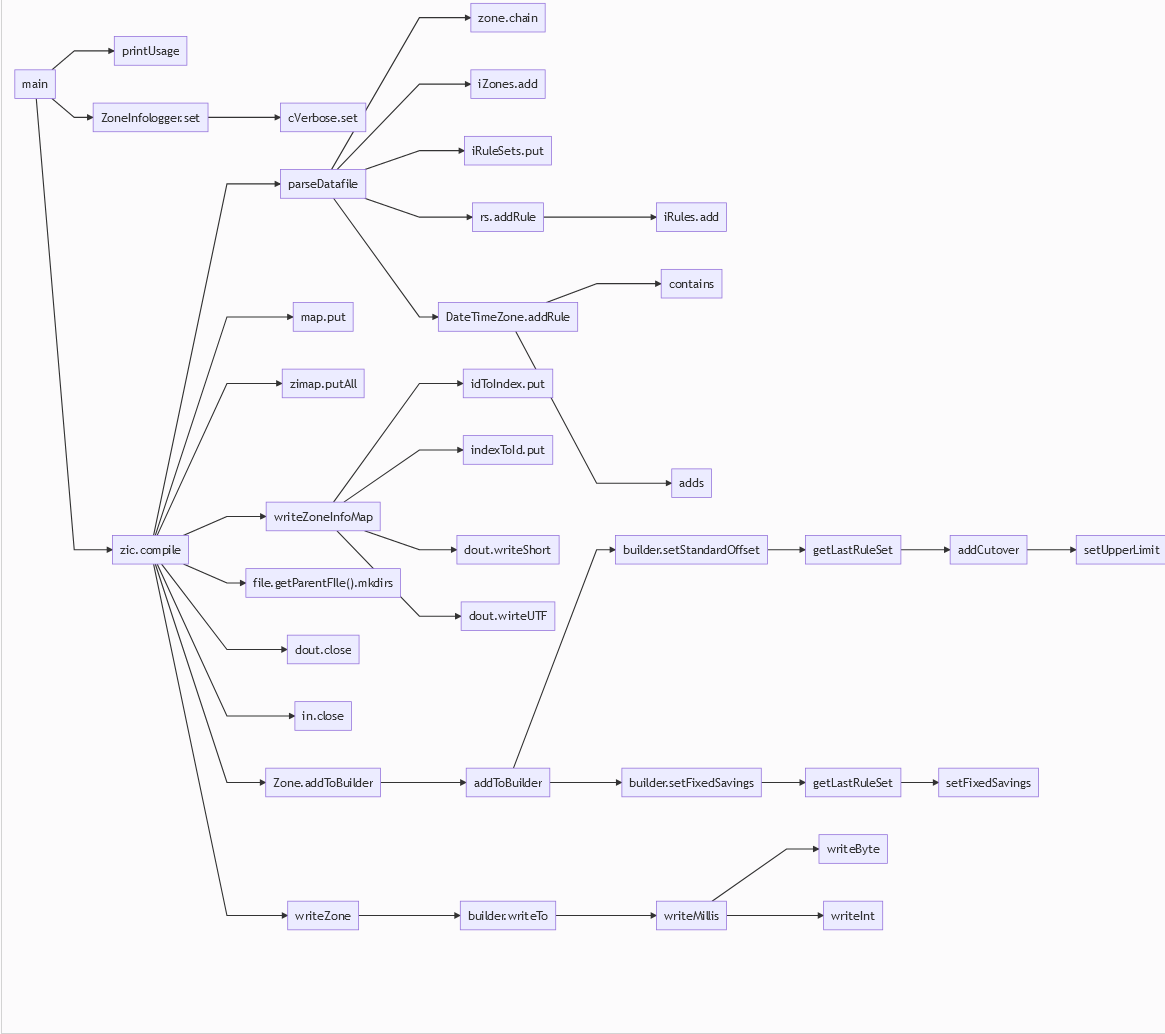 zone.chain
printUsage
main
iZones.add
ZoneInfologger.set
cVerbose.set
iRuleSets.put
parseDatafile
rs.addRule
iRules.add
contains
map.put
DateTimeZone.addRule
zimap.putAll
idToIndex.put
indexToId.put
adds
writeZoneInfoMap
zic.compile
dout.writeShort
builder.setStandardOffset
getLastRuleSet
addCutover
setUpperLimit
file.getParentFIle().mkdirs
dout.wirteUTF
dout.close
in.close
Zone.addToBuilder
addToBuilder
builder.setFixedSavings
getLastRuleSet
setFixedSavings
writeByte
writeZone
builder.writeTo
writeMillis
writeInt